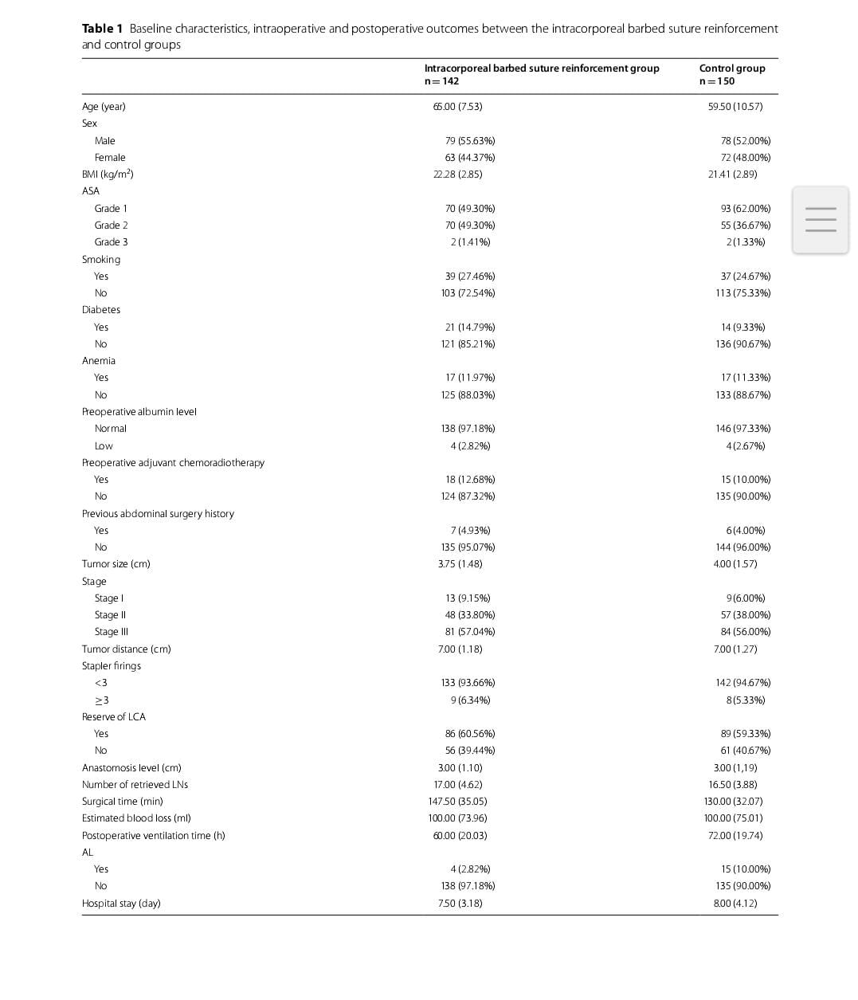 Table 1 Baseline characteristics, intraoperative and postoperative outcomes between the intracorporeal barbed suture reinforcement
and control groups
Intracorporeal barbed suture reinforcement group Control group
n = 142 n = 150
Age (year) 65.00 (7.53) 59.50 (10.57)
Sex
Male 79 (55.63%) 78 (52.00%)
Female 63 (44.37%) 72 (48.00%)
BMI (kg/m²) 22.28 (2.85) 21.41 (2.89)
ASA
Grade 1 70 (49.30%) 93 (62.00%)
Grade 2 70 (49.30%) 55 (36.67%)
Grade 3 2 (1.41%) 2 (1.33%)
Smoking
Yes 39 (27.46%) 37 (24.67%)
No 103 (72.54%) 113 (75.33%)
Diabetes
Yes 21 (14.79%) 14 (9.33%)
No 121 (85.21%) 136 (90.67%)
Anemia
Yes 17 (11.97%) 17 (11.33%)
No 125 (88.03%) 133 (88.67%)
Preoperative albumin level
Normal 138 (97.18%) 146 (97.33%)
Low 4 (2.82%) 4 (2.67%)
Preoperative adjuvant chemoradiotherapy
Yes 18 (12.68%) 15 (10.00%)
No 124 (87.32%) 135 (90.00%)
Previous abdominal surgery history
Yes 7 (4.93%) 6 (4.00%)
No 135 (95.07%) 144 (96.00%)
Tumor size (cm) 3.75 (1.48) 4.00 (1.57)
Stage
Stage I 13 (9.15%) 9 (6.00%)
Stage II 48 (33.80%) 57 (38.00%)
Stage III 81 (57.04%) 84 (56.00%)
Tumor distance (cm) 7.00 (1.18) 7.00 (1.27)
Stapler firings
<3 133 (93.66%) 142 (94.67%)
≥3 9 (6.34%) 8 (5.33%)
Reserve of LCA
Yes 86 (60.56%) 89 (59.33%)
No 56 (39.44%) 61 (40.67%)
Anastomosis level (cm) 3.00 (1.10) 3.00 (1,19)
Number of retrieved LNs 17.00 (4.62) 16.50 (3.88)
Surgical time (min) 147.50 (35.05) 130.00 (32.07)
Estimated blood loss (ml) 100.00 (73.96) 100.00 (75.01)
Postoperative ventilation time (h) 60.00 (20.03) 72.00 (19.74)
AL
Yes 4 (2.82%) 15 (10.00%)
No 138 (97.18%) 135 (90.00%)
Hospital stay (day) 7.50 (3.18) 8.00 (4.12)